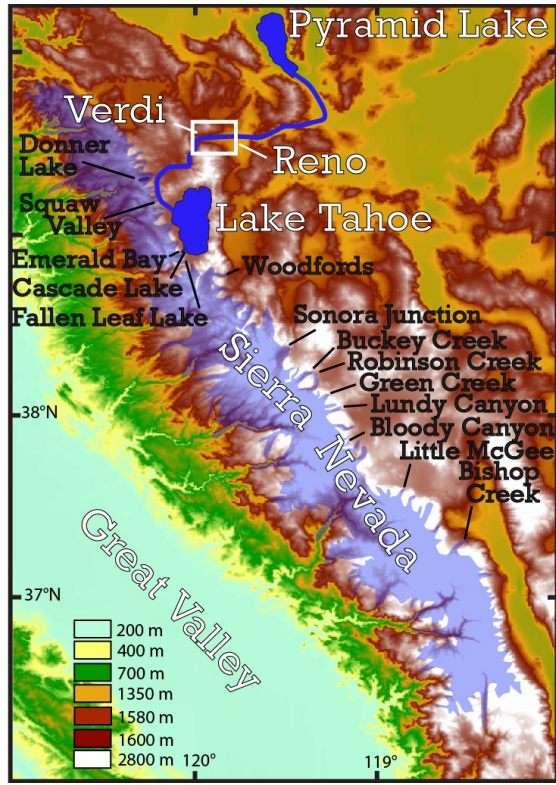 Pyramid Lake
Verdi
Reno
Donner
Lake
Squaw
Valley
Lake Tahoe
Emerald Bay
Cascade Lake
Fallen Leaf Lake
Woodfords
Sonora Junction
Buckey Creek
Robinson Creek
Green Creek
Lundy Canyon
Bloody Canyon
Little McGee
Bishop
Creek
Sierra Nevada
Great Valley
38°N
37°N
200 m
400 m
700 m
1350 m
1580 m
1600 m
2800 m
120°
119°